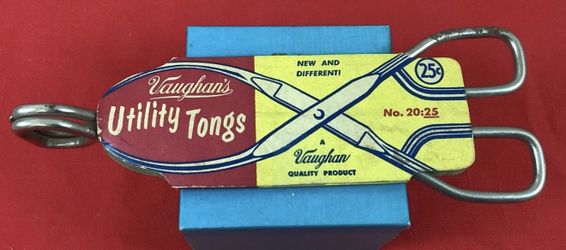 Vaughan's
Utility Tongs
NEW AND
DIFFERENT!
25¢
No. 20:25
A
Vaughan
QUALITY PRODUCT